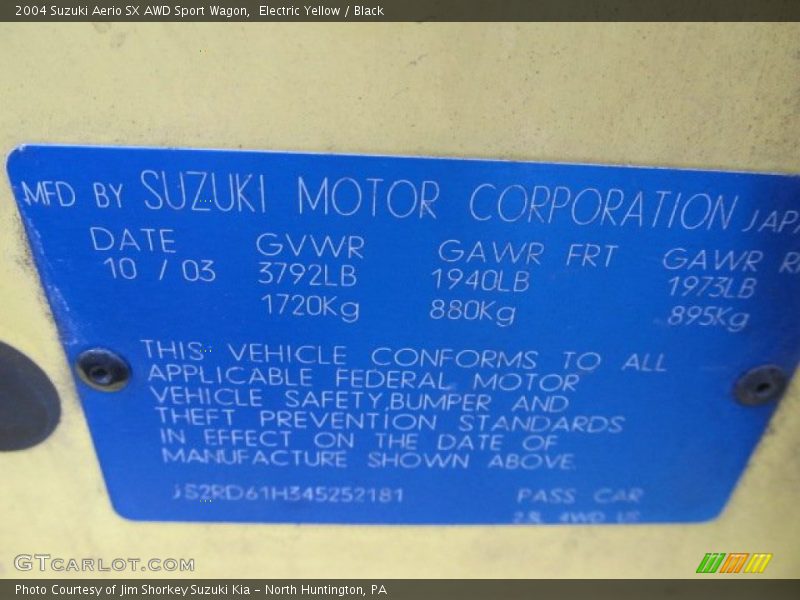 2004 Suzuki Aerio SX AWD Sport Wagon,  Electric Yellow / Black
MFD BY SUZUKI MOTOR CORPORATION JAPA
DATE GVWR GAWR FRT GAWR R
10 / 03 3792LB 1940LB 1973LB
1720Kg 880Kg 895Kg
THIS VEHICLE CONFORMS TO ALL
APPLICABLE FEDERAL MOTOR
VEHICLE SAFETY,BUMPER AND
THEFT PREVENTION STANDARDS
IN EFFECT ON THE DATE OF
MANUFACTURE SHOWN ABOVE.
JS2RD61H345252181 PASS CAR
4WD
GTCARLOT.COM
Photo Courtesy of Jim Shorkey Suzuki Kia – North Huntington, PA